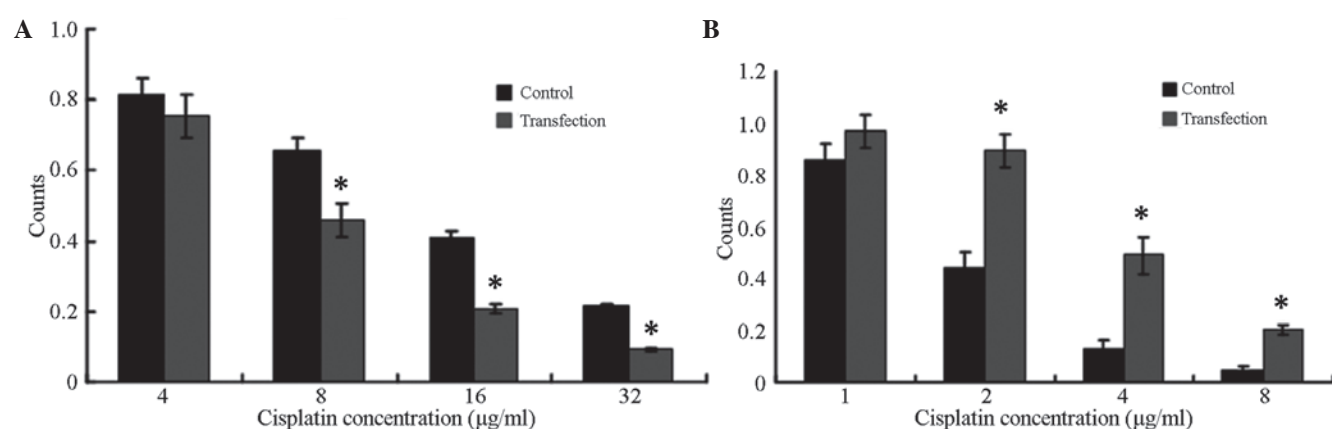 A
1.0
0.8
0.6
0.4
0.2
0
Counts
Control
Transfection
*
*
*
4 8 16 32
Cisplatin concentration (μg/ml)
B
1.2
1.0
0.8
0.6
0.4
0.2
0
Counts
Control
Transfection
*
*
*
1 2 4 8
Cisplatin concentration (μg/ml)